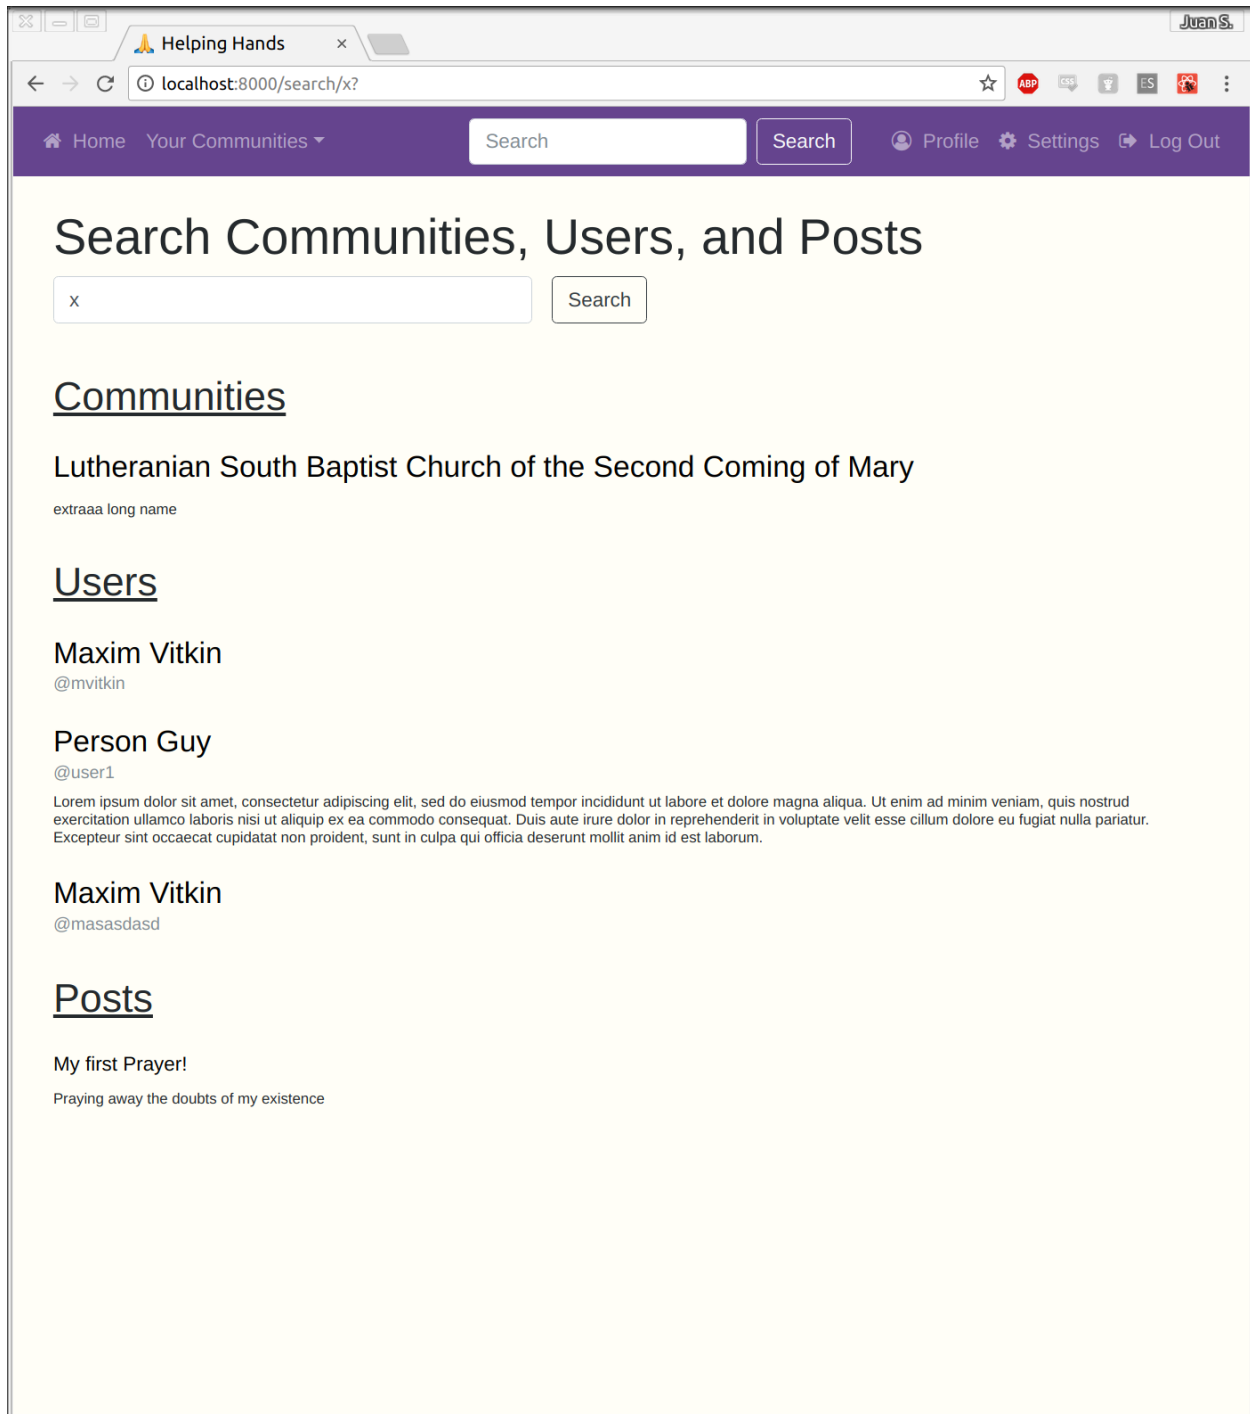 Juan S.
Helping Hands
localhost:8000/search/x?
ABP
CSS
ES
Home Your Communities Search Search Profile Settings Log Out
Search Communities, Users, and Posts
x Search
Communities
Lutheranian South Baptist Church of the Second Coming of Mary
extraaa long name
Users
Maxim Vitkin
@mvitkin
Person Guy
@user1
Lorem ipsum dolor sit amet, consectetur adipiscing elit, sed do eiusmod tempor incididunt ut labore et dolore magna aliqua. Ut enim ad minim veniam, quis nostrud
exercitation ullamco laboris nisi ut aliquip ex ea commodo consequat. Duis aute irure dolor in reprehenderit in voluptate velit esse cillum dolore eu fugiat nulla pariatur.
Excepteur sint occaecat cupidatat non proident, sunt in culpa qui officia deserunt mollit anim id est laborum.
Maxim Vitkin
@masasdasd
Posts
My first Prayer!
Praying away the doubts of my existence